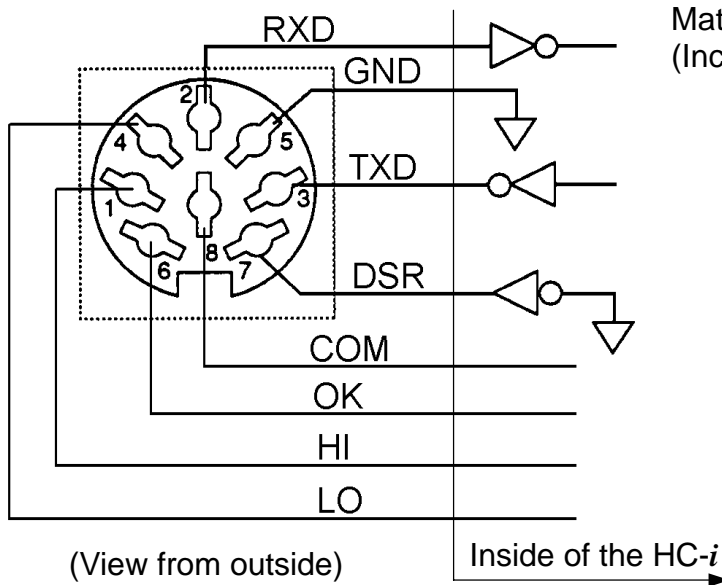 RXD
Mat
(Inc
GND
2
4
5
TXD
1
3
6
8
7
DSR
COM
OK
HI
LO
(View from outside)
Inside of the HC-i